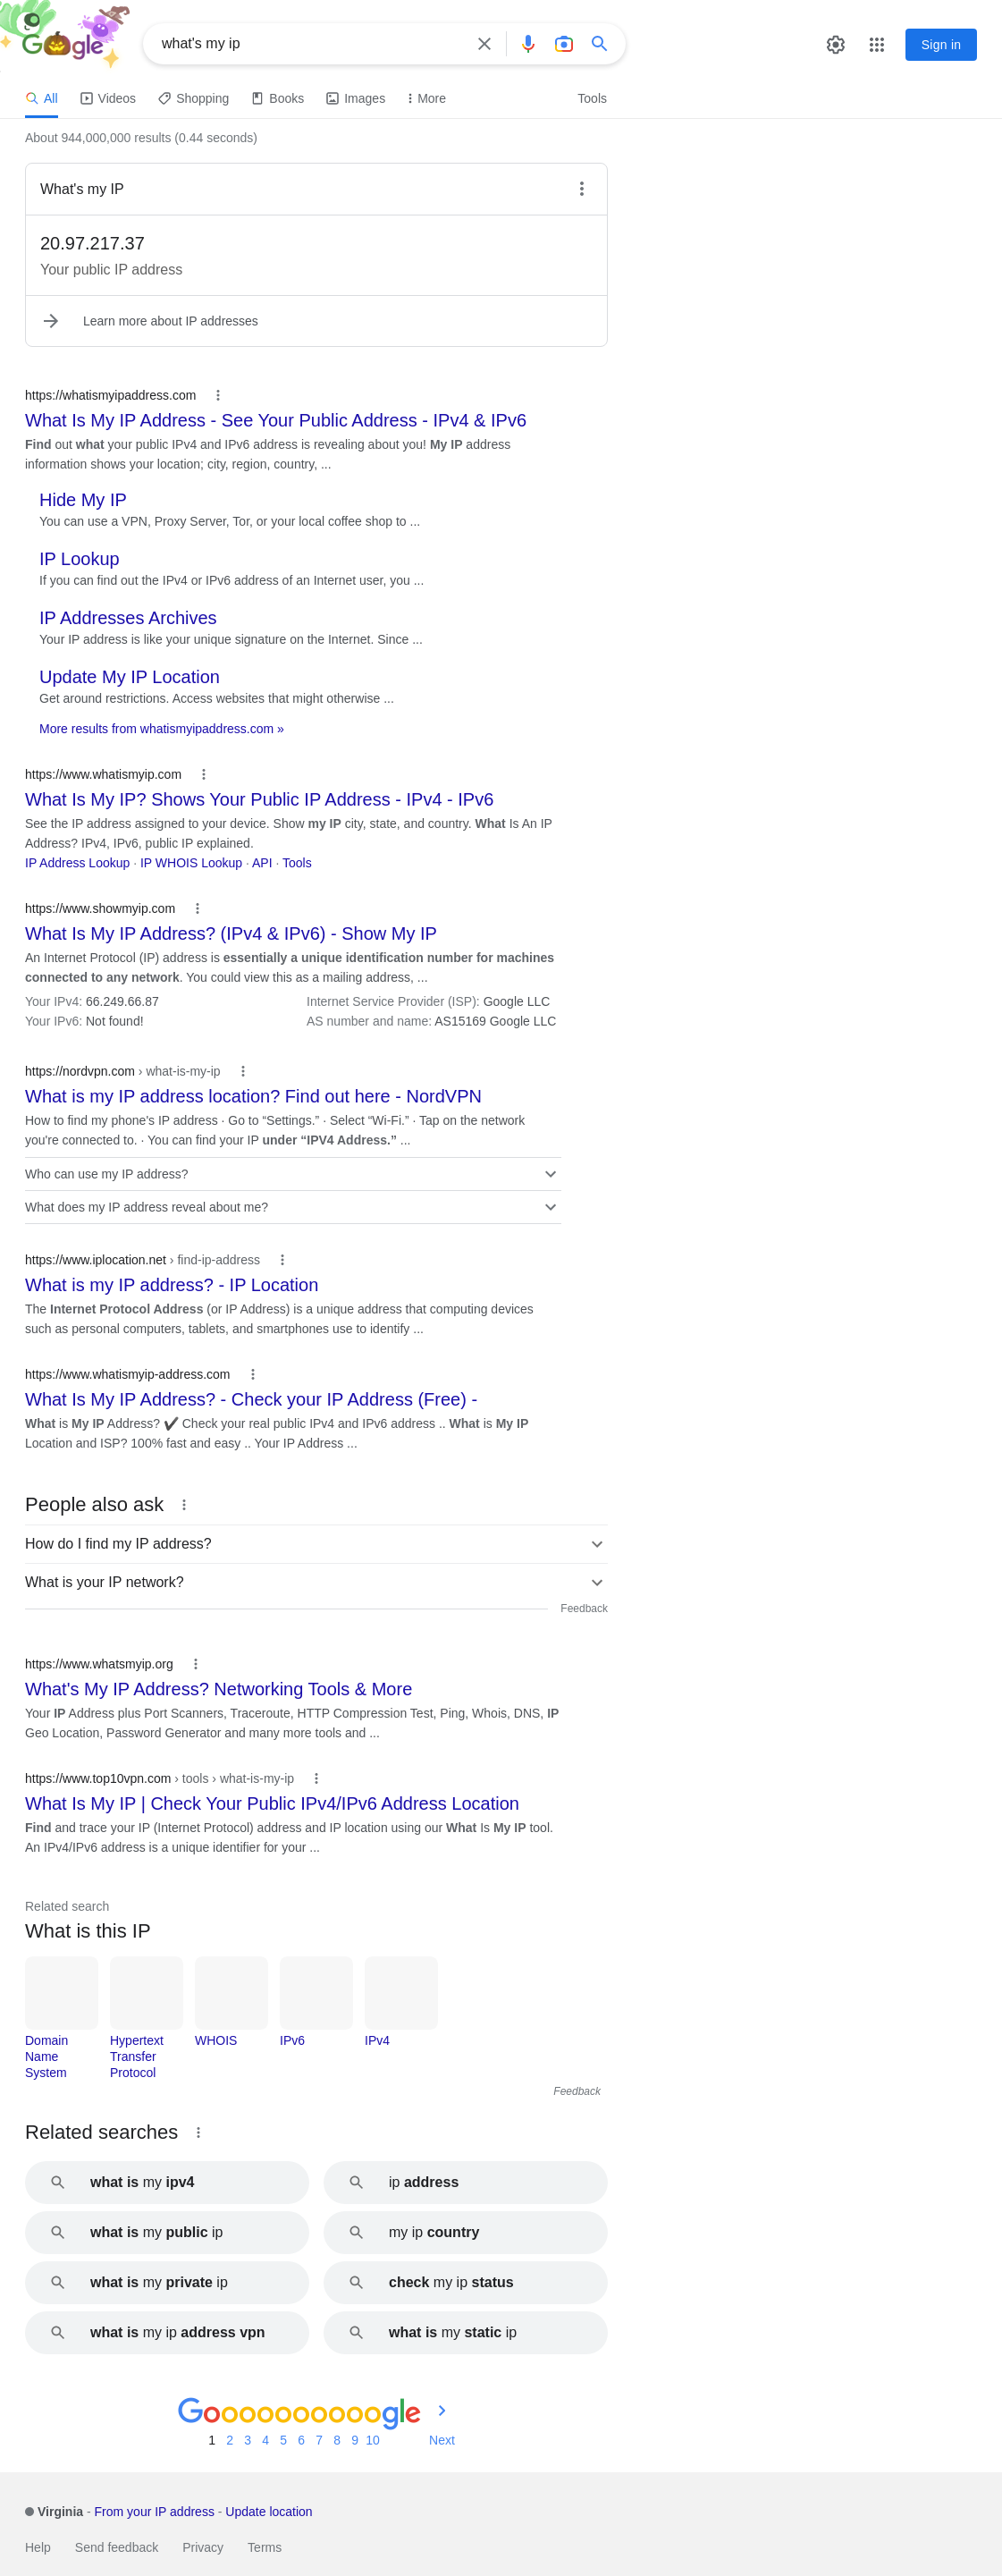 Google
what's my ip
Sign in
All Videos Shopping Books Images More Tools
About 944,000,000 results (0.44 seconds)
What's my IP
20.97.217.37
Your public IP address
Learn more about IP addresses
https://whatismyipaddress.com
What Is My IP Address - See Your Public Address - IPv4 & IPv6
Find out what your public IPv4 and IPv6 address is revealing about you! My IP address
information shows your location; city, region, country, ...
Hide My IP
You can use a VPN, Proxy Server, Tor, or your local coffee shop to ...
IP Lookup
If you can find out the IPv4 or IPv6 address of an Internet user, you ...
IP Addresses Archives
Your IP address is like your unique signature on the Internet. Since ...
Update My IP Location
Get around restrictions. Access websites that might otherwise ...
More results from whatismyipaddress.com »
https://www.whatismyip.com
What Is My IP? Shows Your Public IP Address - IPv4 - IPv6
See the IP address assigned to your device. Show my IP city, state, and country. What Is An IP
Address? IPv4, IPv6, public IP explained.
IP Address Lookup · IP WHOIS Lookup · API · Tools
https://www.showmyip.com
What Is My IP Address? (IPv4 & IPv6) - Show My IP
An Internet Protocol (IP) address is essentially a unique identification number for machines
connected to any network. You could view this as a mailing address, ...
Your IPv4: 66.249.66.87 Internet Service Provider (ISP): Google LLC
Your IPv6: Not found! AS number and name: AS15169 Google LLC
https://nordvpn.com › what-is-my-ip
What is my IP address location? Find out here - NordVPN
How to find my phone's IP address · Go to “Settings.” · Select “Wi-Fi.” · Tap on the network
you're connected to. · You can find your IP under “IPV4 Address.” ...
Who can use my IP address?
What does my IP address reveal about me?
https://www.iplocation.net › find-ip-address
What is my IP address? - IP Location
The Internet Protocol Address (or IP Address) is a unique address that computing devices
such as personal computers, tablets, and smartphones use to identify ...
https://www.whatismyip-address.com
What Is My IP Address? - Check your IP Address (Free) -
What is My IP Address? ✔ Check your real public IPv4 and IPv6 address .. What is My IP
Location and ISP? 100% fast and easy .. Your IP Address ...
People also ask
How do I find my IP address?
What is your IP network?
Feedback
https://www.whatsmyip.org
What's My IP Address? Networking Tools & More
Your IP Address plus Port Scanners, Traceroute, HTTP Compression Test, Ping, Whois, DNS, IP
Geo Location, Password Generator and many more tools and ...
https://www.top10vpn.com › tools › what-is-my-ip
What Is My IP | Check Your Public IPv4/IPv6 Address Location
Find and trace your IP (Internet Protocol) address and IP location using our What Is My IP tool.
An IPv4/IPv6 address is a unique identifier for your ...
Related search
What is this IP
Domain Hypertext WHOIS IPv6 IPv4
Name Transfer
System Protocol
Feedback
Related searches
what is my ipv4
ip address
what is my public ip
my ip country
what is my private ip
check my ip status
what is my ip address vpn
what is my static ip
Goooooooooogle
1 2 3 4 5 6 7 8 9 10 Next
Virginia - From your IP address - Update location
Help Send feedback Privacy Terms